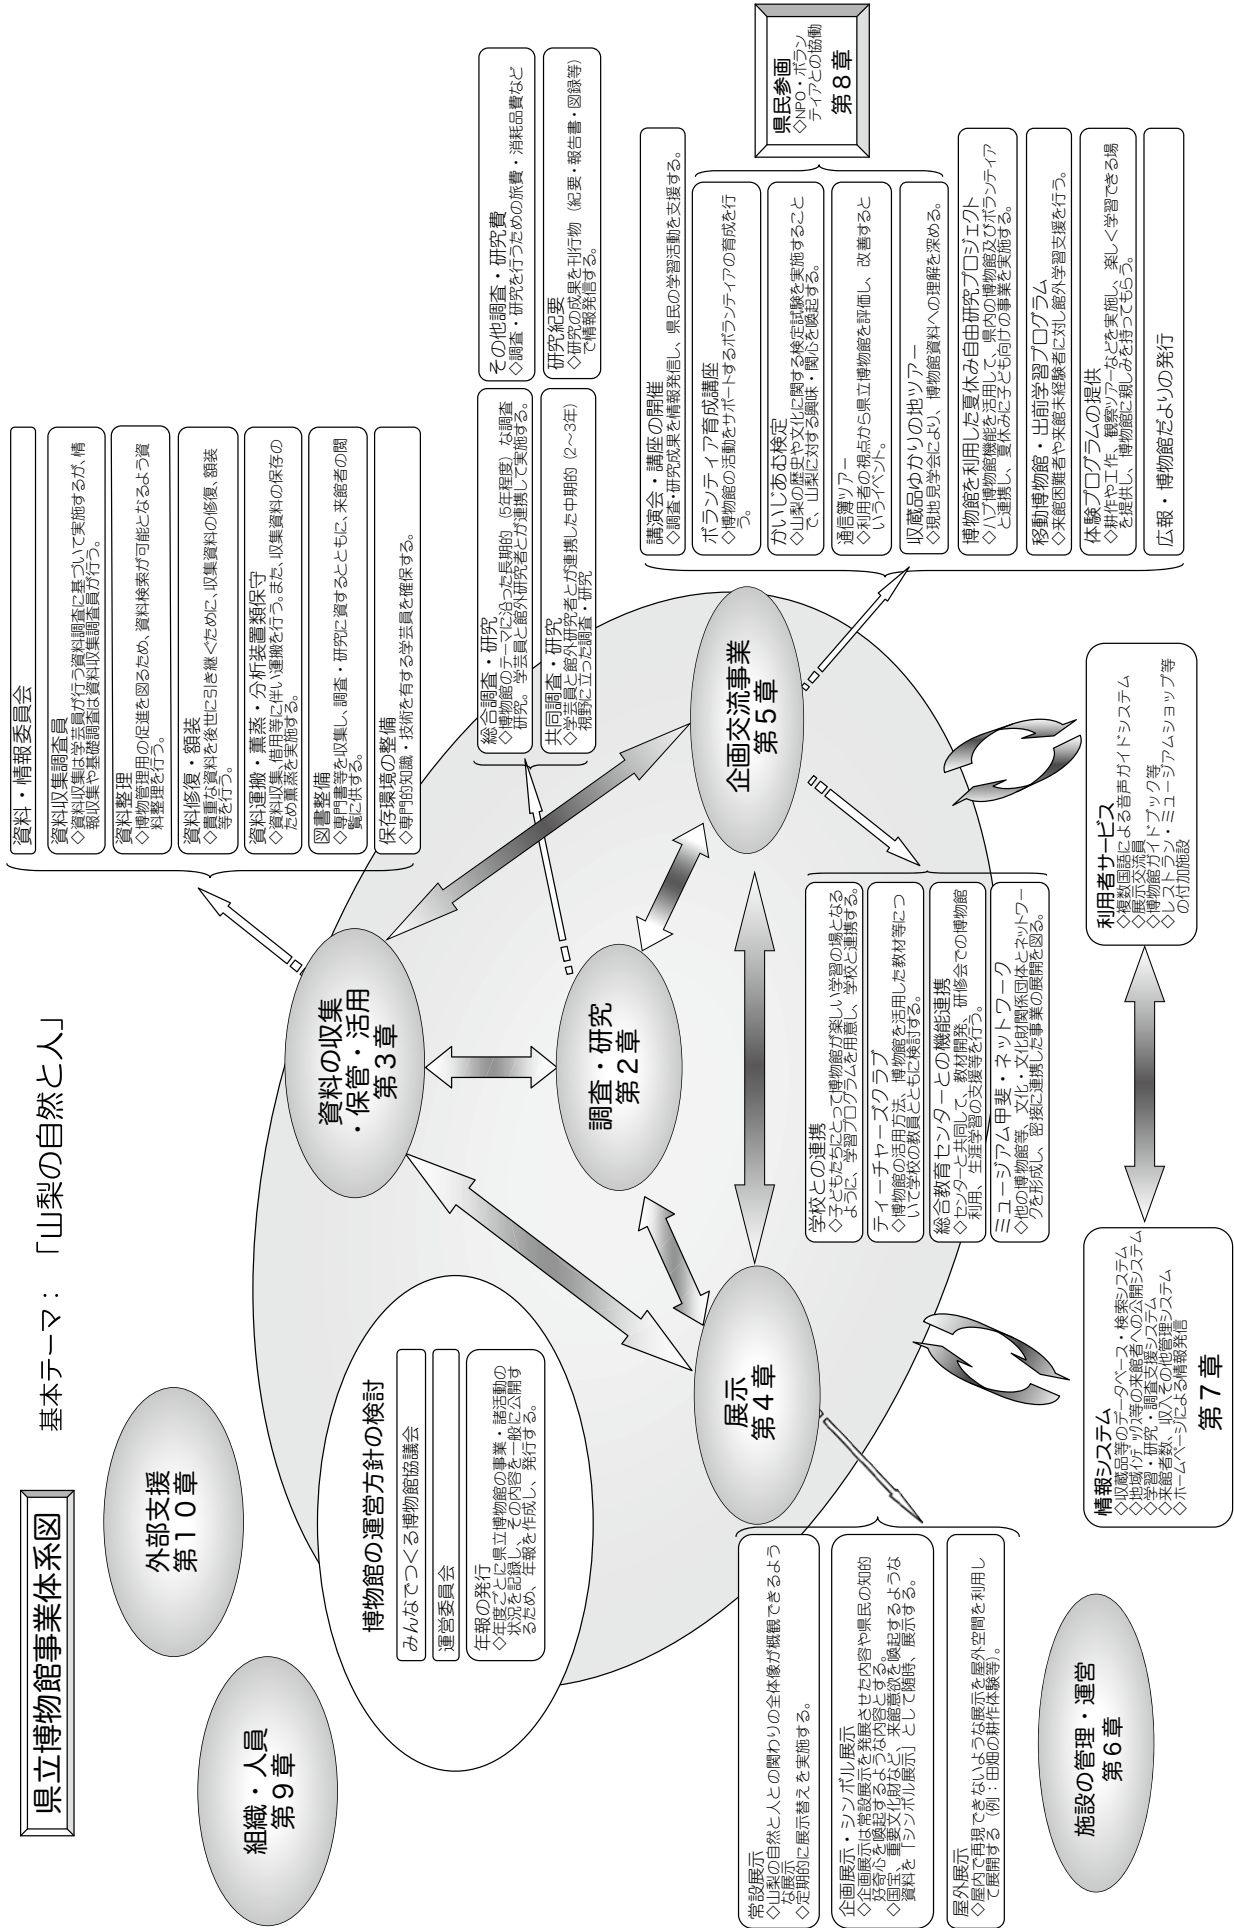 県立博物館事業体系図
基本テーマ：「山梨の自然と人」
外部支援
第１０章
組織・人員
第９章
博物館の運営方針の検討
みんなでつくる博物館協議会
運営委員会
年報の発行
◇年度ごとに県立博物館の事業・諸活動の
状況を記録し、その内容を一般に公開す
るため、年報を作成し、発行する。
資料の収集
・保管・活用
第３章
資料・情報委員会
資料収集調査員
◇資料収集は学芸員が行う資料調査に基づいて実施するが、情
報収集や基礎調査は資料収集調査員が行う。
資料整理
◇博物管理用の促進を図るため、資料検索が可能となるよう資
料整理を行う。
資料修復・額装
◇貴重な資料を後世に引き継ぐために、収集資料の修復、額装
等を行う。
資料運搬・薫蒸・分析装置類保守
◇資料収集、借用等に伴い運搬を行う。また、収集資料の保存の
ため薫蒸を実施する。
図書整備
◇専門書等を収集し、調査・研究に資するとともに、来館者の閲
覧に供する。
保存環境の整備
◇専門的知識・技術を有する学芸員を確保する。
調査・研究
第２章
総合調査・研究
◇博物館のテーマに沿った長期的（5年程度）な調査
研究。学芸員と館外研究者とが連携して実施する。
共同調査・研究
◇学芸員と館外研究者とが連携した中期的（2～3年）
視野に立った調査・研究
その他調査・研究費
◇調査・研究を行うための旅費・消耗品費など
研究紀要
◇研究の成果を刊行物（紀要・報告書・図録等）
で情報発信する。
企画交流事業
第５章
講演会・講座の開催
◇調査・研究成果を情報発信し、県民の学習活動を支援する。
ボランティア育成講座
◇博物館の活動をサポートするボランティアの育成を行
う。
かいじあむ検定
◇山梨の歴史や文化に関する検定試験を実施すること
で、山梨に対する興味・関心を喚起する。
通信簿ツアー
◇利用者の視点から県立博物館を評価し、改善すると
いうイベント。
収蔵品ゆかりの地ツアー
◇現地見学会により、博物館資料への理解を深める。
博物館を利用した夏休み自由研究プロジェクト
◇ハブ博物館機能を活用して、県内の博物館及びボランティア
と連携し、夏休みに子ども向けの事業を実施する。
移動博物館・出前学習プログラム
◇来館困難者や来館未経験者に対し館外学習支援を行う。
体験プログラムの提供
◇耕作や工作、観察ツアーなどを実施し、楽しく学習できる場
を提供し、博物館に親しみを持ってもらう。
広報・博物館だよりの発行
県民参画
◇NPO・ボラン
ティアとの協働
第８章
学校との連携
◇子どもたちにとって博物館が楽しい学習の場となる
ように、学習プログラムを用意し、学校と連携する。
ティーチャーズクラブ
◇博物館の活用方法、博物館を活用した教材等につ
いて学校の教員とともに検討する。
総合教育センターとの機能連携
◇センターと共同して、教材開発、研修会での博物館
利用、生涯学習の支援等を行う。
ミュージアム甲斐・ネットワーク
◇他の博物館等、文化・文化財関係団体とネットワー
クを形成し、密接に連携した事業の展開を図る。
展示
第４章
常設展示
◇山梨の自然と人との関わりの全体像が概観できるよう
な展示
◇定期的に展示替えを実施する。
企画展示・シンボル展示
◇企画展示は常設展示を発展させた内容や県民の知的
好奇心を喚起するような内容とする。
◇国宝、重要文化財など、来館意欲を喚起するような
資料を「シンボル展示」として随時、展示する。
屋外展示
◇屋内で再現できないような展示を屋外空間を利用し
て展開する（例：田畑の耕作体験等）。
施設の管理・運営
第６章
情報システム
◇収蔵品等のデータベース・検索システム
◇地域ｲﾝﾃﾞｯｸｽ等の来館者への公開システム
◇学習・研究・調査支援システム
◇来館者数、収入その他管理システム
◇ホームページによる情報発信
第７章
利用者サービス
◇複数国語による音声ガイドシステム
◇展示交流員
◇博物館ガイドブック等
◇レストラン・ミュージアムショップ等
の付加施設